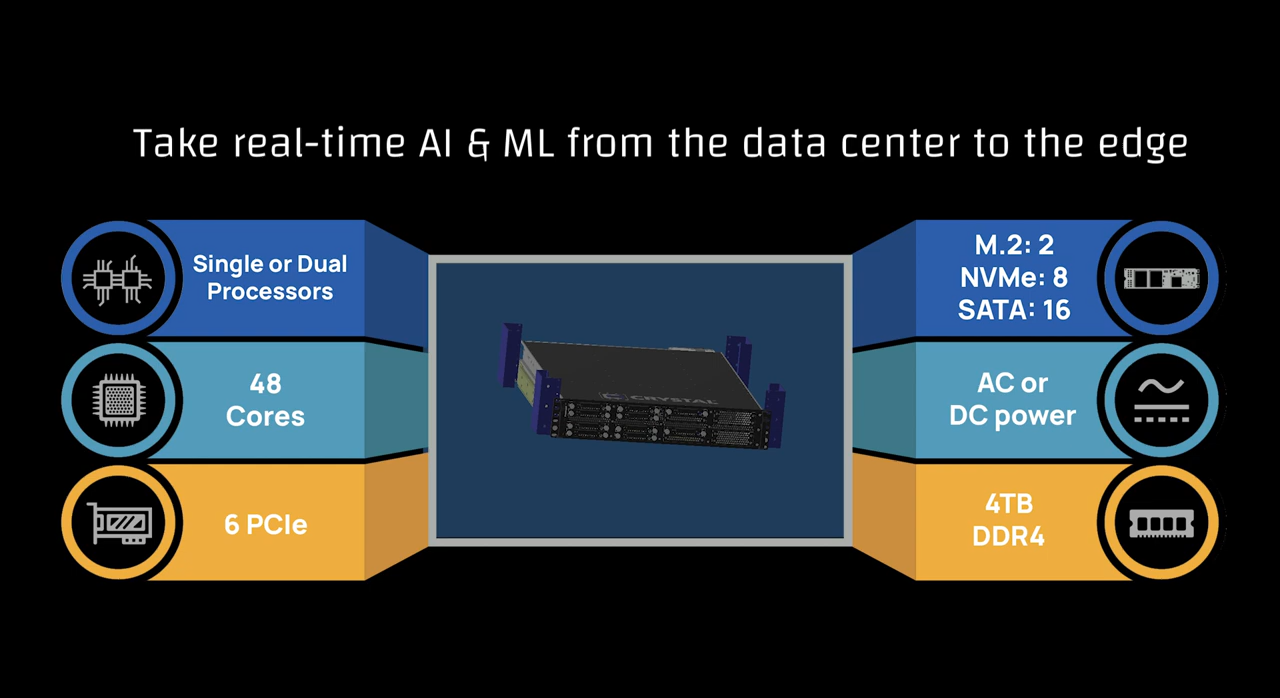 Take real-time AI & ML from the data center to the edge
Single or Dual
Processors
48
Cores
6 PCIe
CRYSTAL
M.2: 2
NVMe: 8
SATA: 16
AC or
DC power
4TB
DDR4